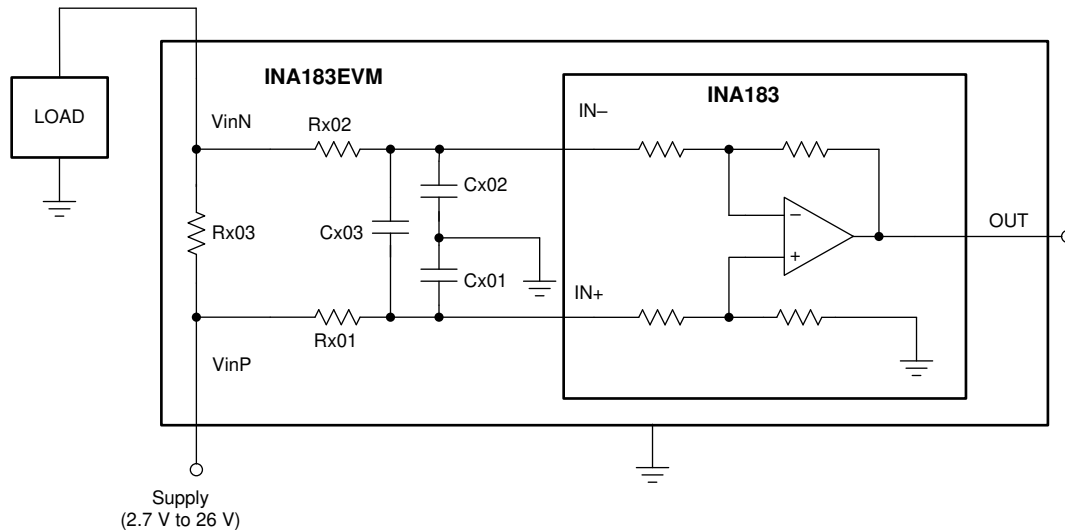 INA183EVM
INA183
LOAD
IN–
VinN
Rx02
Cx02
Rx03
Cx03
OUT
–
+
Cx01
IN+
Rx01
VinP
Supply
(2.7 V to 26 V)